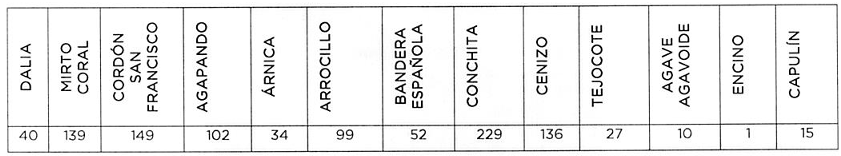 DALIA
MIRTO
CORAL
CORDÓN
SAN
FRANCISCO
AGAPANDO
ÁRNICA
ARROCILLO
BANDERA
ESPAÑOLA
CONCHITA
CENIZO
TEJOCOTE
AGAVE
AGAVOIDE
ENCINO
CAPULÍN
40 139 149 102 34 99 52 229 136 27 10 1 15